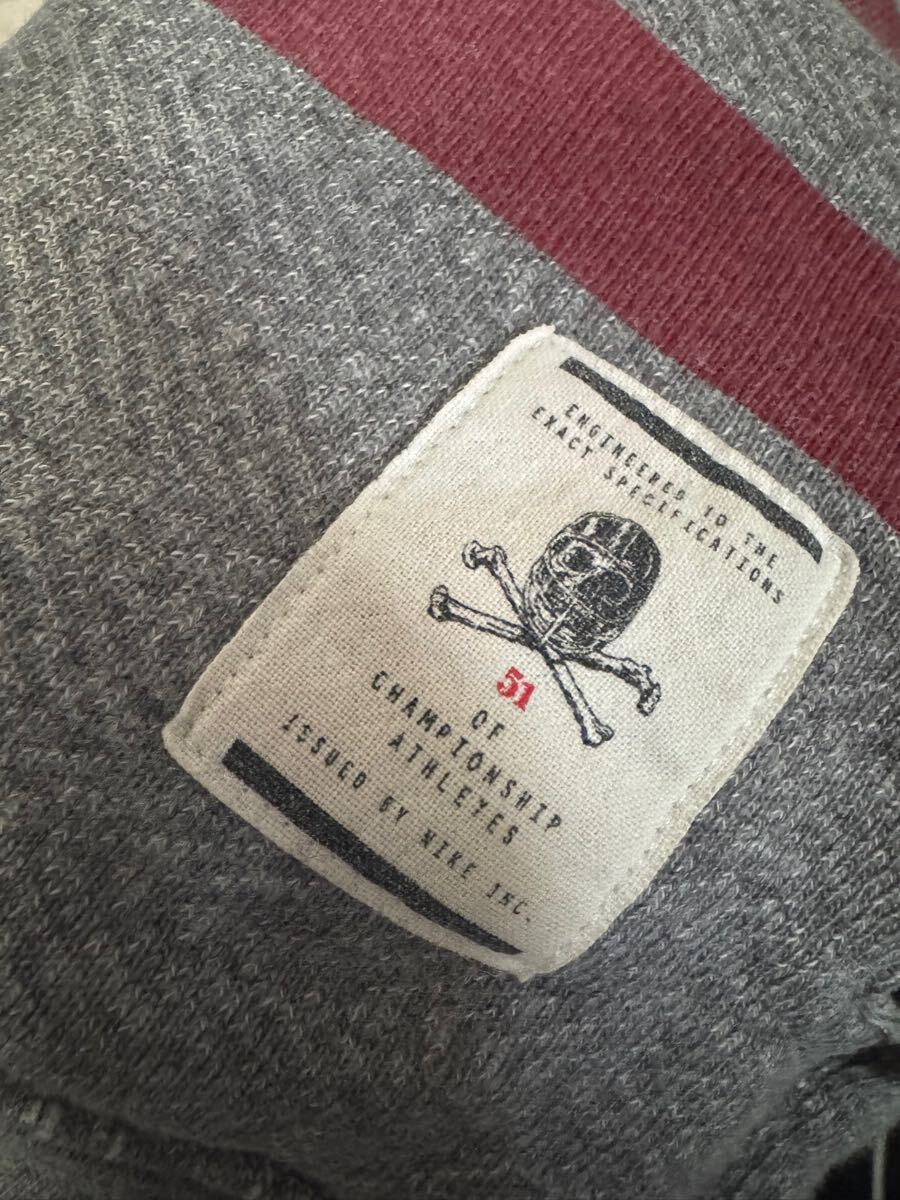 ENGINEERED TO THE
EXACT SPECIFICATIONS
51
OF
CHAMPIONSHIP
ATHLETES
ISSUED BY NIKE INC.